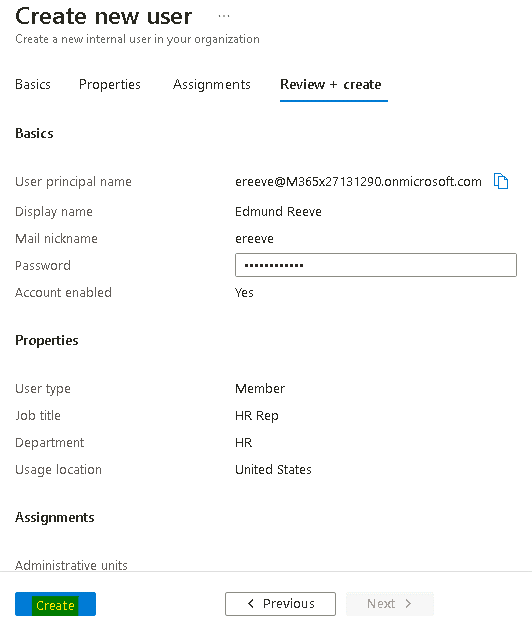 Create new user ...
Create a new internal user in your organization
Basics Properties Assignments Review + create
Basics
User principal name ereeve@M365x27131290.onmicrosoft.com
Display name Edmund Reeve
Mail nickname ereeve
Password ••••••••••••
Account enabled Yes
Properties
User type Member
Job title HR Rep
Department HR
Usage location United States
Assignments
Administrative units
Create < Previous Next >